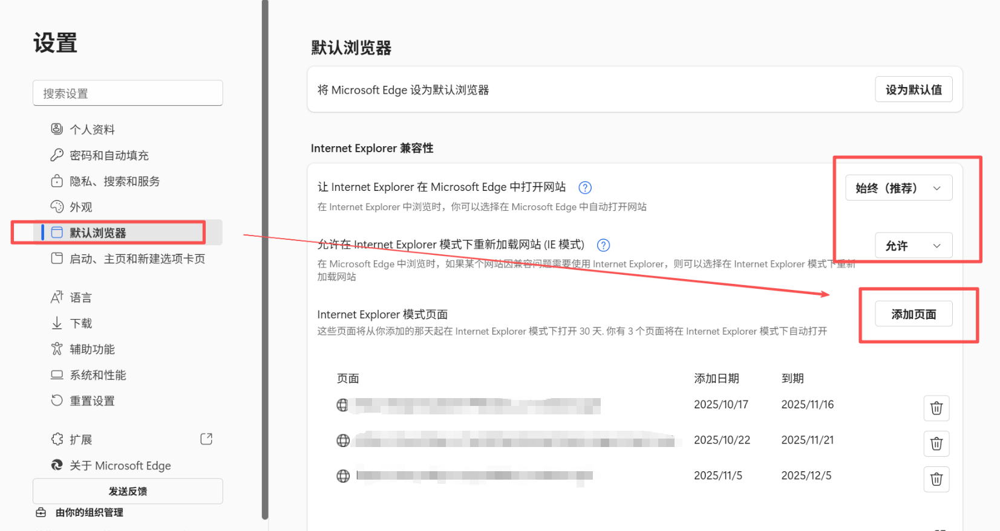 设置
搜索设置
个人资料
密码和自动填充
隐私、搜索和服务
外观
默认浏览器
启动、主页和新建选项卡页
语言
下载
辅助功能
系统和性能
重置设置
扩展
关于 Microsoft Edge
发送反馈
由你的组织管理
默认浏览器
将 Microsoft Edge 设为默认浏览器
设为默认值
Internet Explorer 兼容性
让 Internet Explorer 在 Microsoft Edge 中打开网站
始终（推荐）
在 Internet Explorer 中浏览时，你可以选择在 Microsoft Edge 中自动打开网站
允许在 Internet Explorer 模式下重新加载网站 (IE 模式)
允许
在 Microsoft Edge 中浏览时，如果某个网站因兼容问题需要使用 Internet Explorer，则可以选择在 Internet Explorer 模式下重新
加载网站
Internet Explorer 模式页面
添加页面
这些页面将从你添加的那天起在 Internet Explorer 模式下打开 30 天. 你有 3 个页面将在 Internet Explorer 模式下自动打开
页面 添加日期 到期
2025/10/17 2025/11/16
2025/10/22 2025/11/21
2025/11/5 2025/12/5